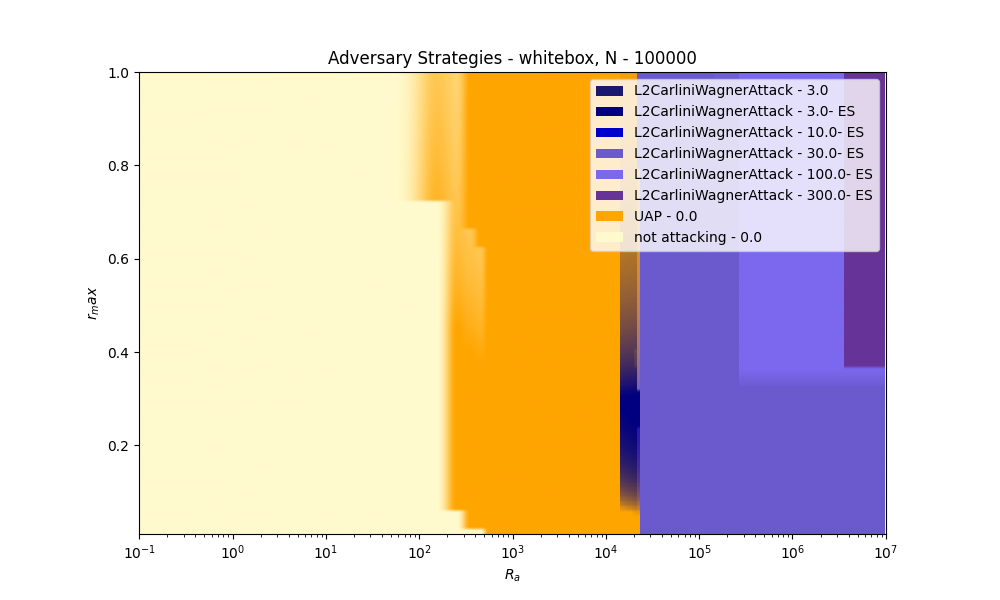 Adversary Strategies - whitebox, N - 100000
1.0
0.8
0.6
0.4
0.2
r_max
L2CarliniWagnerAttack - 3.0
L2CarliniWagnerAttack - 3.0- ES
L2CarliniWagnerAttack - 10.0- ES
L2CarliniWagnerAttack - 30.0- ES
L2CarliniWagnerAttack - 100.0- ES
L2CarliniWagnerAttack - 300.0- ES
UAP - 0.0
not attacking - 0.0
10^{-1} 10^0 10^1 10^2 10^3 10^4 10^5 10^6 10^7
R_a